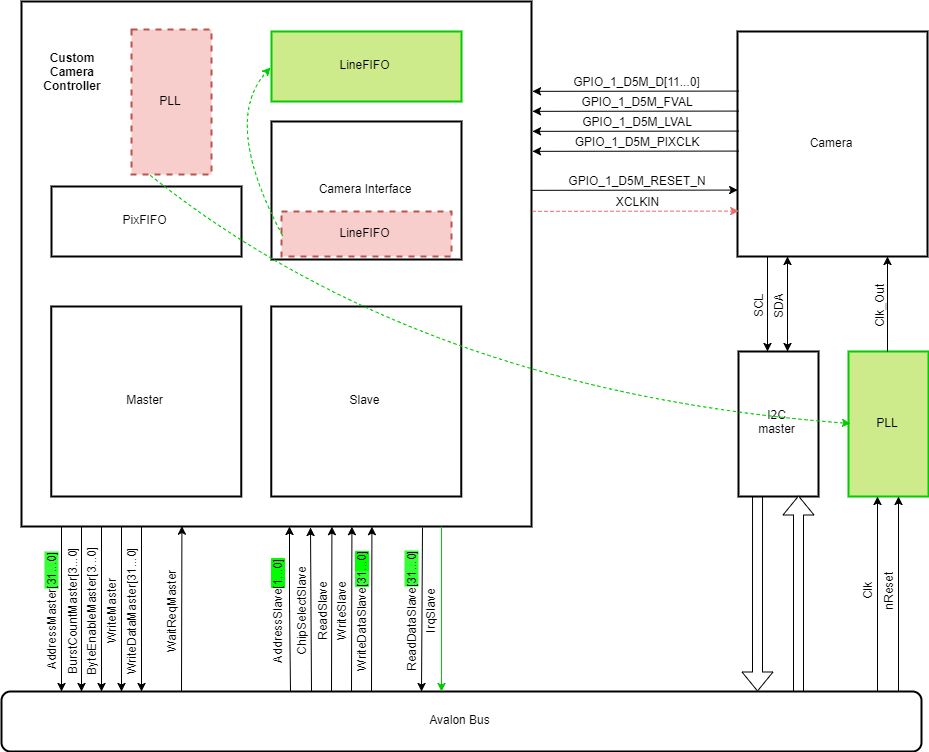 Custom
Camera
Controller
PLL
LineFIFO
Camera Interface
LineFIFO
PixFIFO
Master
Slave
GPIO_1_D5M_D[11...0]
GPIO_1_D5M_FVAL
GPIO_1_D5M_LVAL
GPIO_1_D5M_PIXCLK
GPIO_1_D5M_RESET_N
XCLKIN
Camera
SCL
SDA
Clk_Out
I2C
master
PLL
AddressMaster[31...0]
BurstCountMaster[3...0]
ByteEnableMaster[3...0]
WriteMaster
WriteDataMaster[31...0]
WaitReqMaster
AddressSlave[1...0]
ChipSelectSlave
ReadSlave
WriteSlave
WriteDataSlave[31...0]
ReadDataSlave[31...0]
IrqSlave
Clk
nReset
Avalon Bus